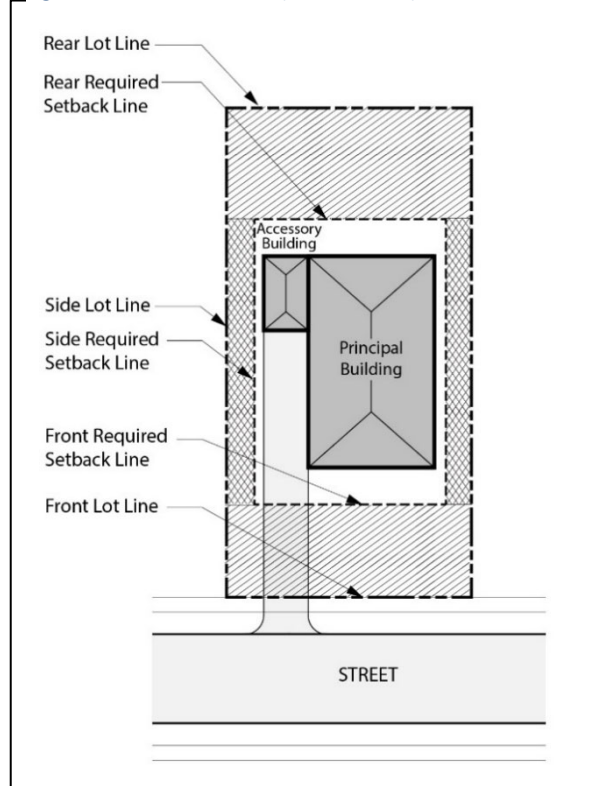 Rear Lot Line
Rear Required
Setback Line
Accessory
Building
Side Lot Line
Side Required
Setback Line
Principal
Building
Front Required
Setback Line
Front Lot Line
STREET